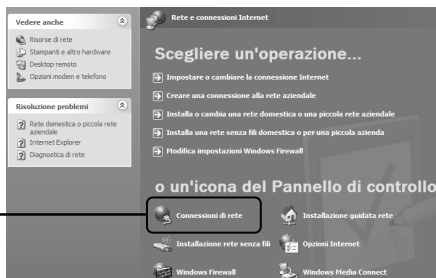 Vedere anche
Risorse di rete
Stampanti e altro hardware
Desktop remoto
Opzioni modem e telefono
Risoluzione problemi
Rete domestica o piccola rete
aziendale
Internet Explorer
Diagnostica di rete
Rete e connessioni Internet
Scegliere un'operazione...
Impostare o cambiare la connessione Internet
Creare una connessione alla rete aziendale
Installa o cambia una rete domestica o una piccola rete aziendale
Installa una rete senza fili domestica o per una piccola azienda
Modifica impostazioni Windows Firewall
o un'icona del Pannello di controllo
Connessioni di rete
Installazione guidata rete
Installazione rete senza fili
Opzioni Internet
Windows Firewall
Windows Media Connect